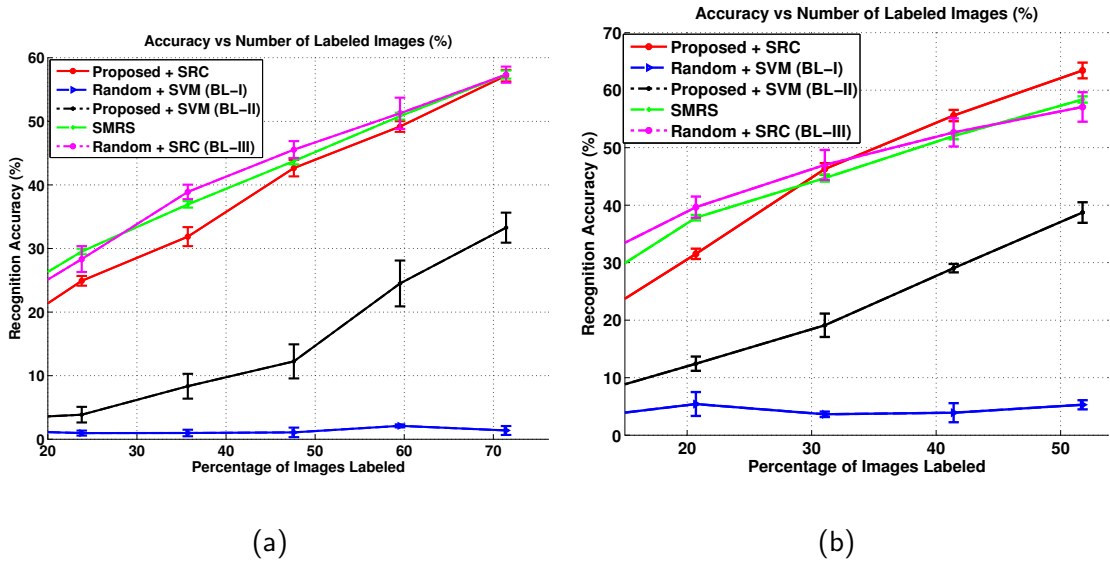 Accuracy vs Number of Labeled Images (%)
Proposed + SRC
Random + SVM (BL-I)
Proposed + SVM (BL-II)
SMRS
Random + SRC (BL-III)
Recognition Accuracy (%)
60
50
40
30
20
10
0
20 30 40 50 60 70
Percentage of Images Labeled
(a)
Accuracy vs Number of Labeled Images (%)
Proposed + SRC
Random + SVM (BL-I)
Proposed + SVM (BL-II)
SMRS
Random + SRC (BL-III)
Recognition Accuracy (%)
70
60
50
40
30
20
10
0
20 30 40 50
Percentage of Images Labeled
(b)